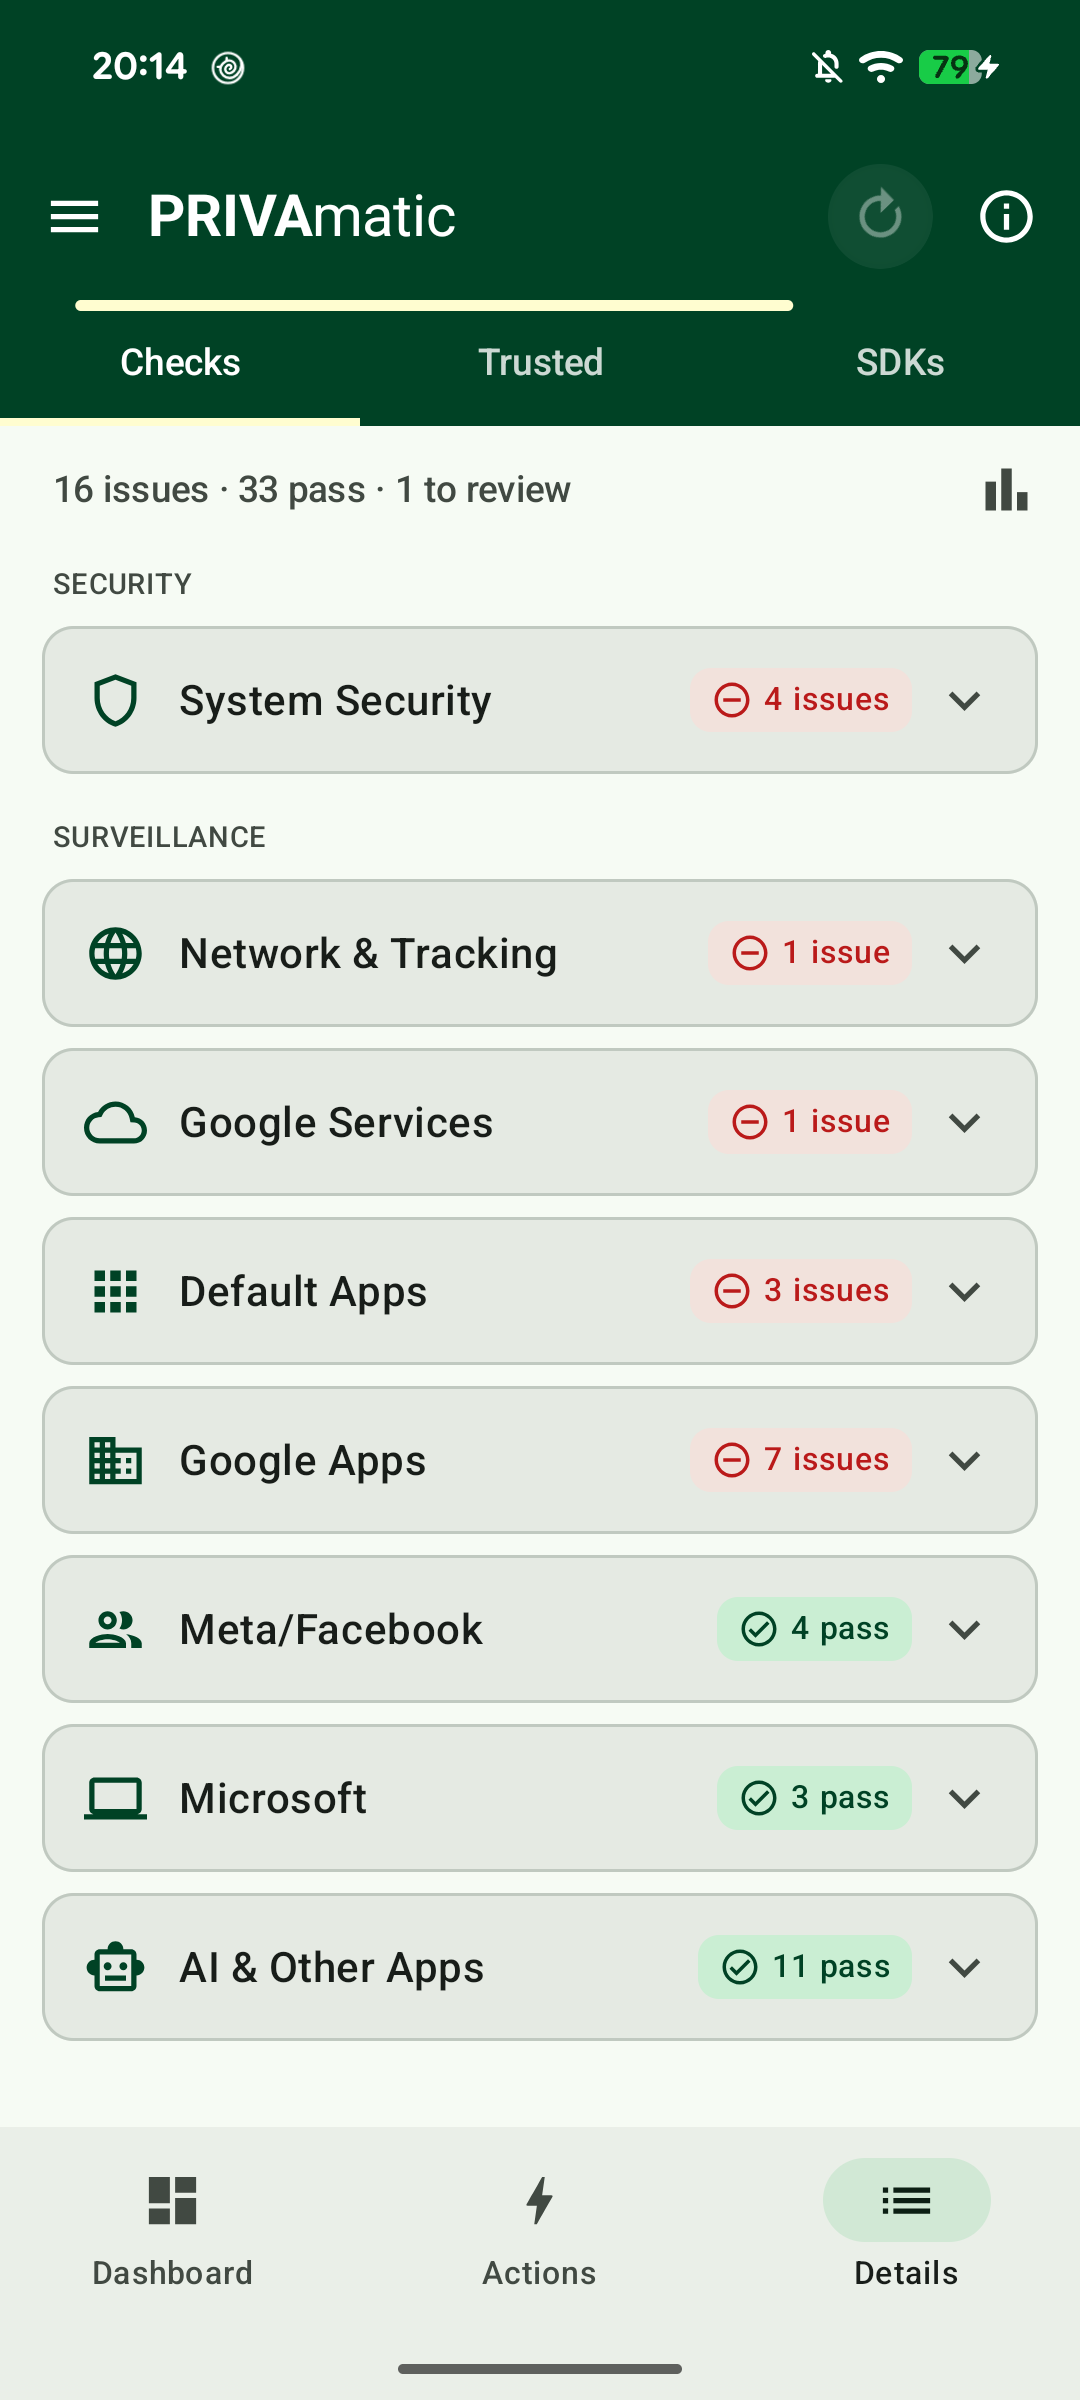 20:14
79
PRIVAmatic
Checks
Trusted
SDKs
16 issues · 33 pass · 1 to review
SECURITY
System Security
4 issues
SURVEILLANCE
Network & Tracking
1 issue
Google Services
1 issue
Default Apps
3 issues
Google Apps
7 issues
Meta/Facebook
4 pass
Microsoft
3 pass
AI & Other Apps
11 pass
Dashboard
Actions
Details